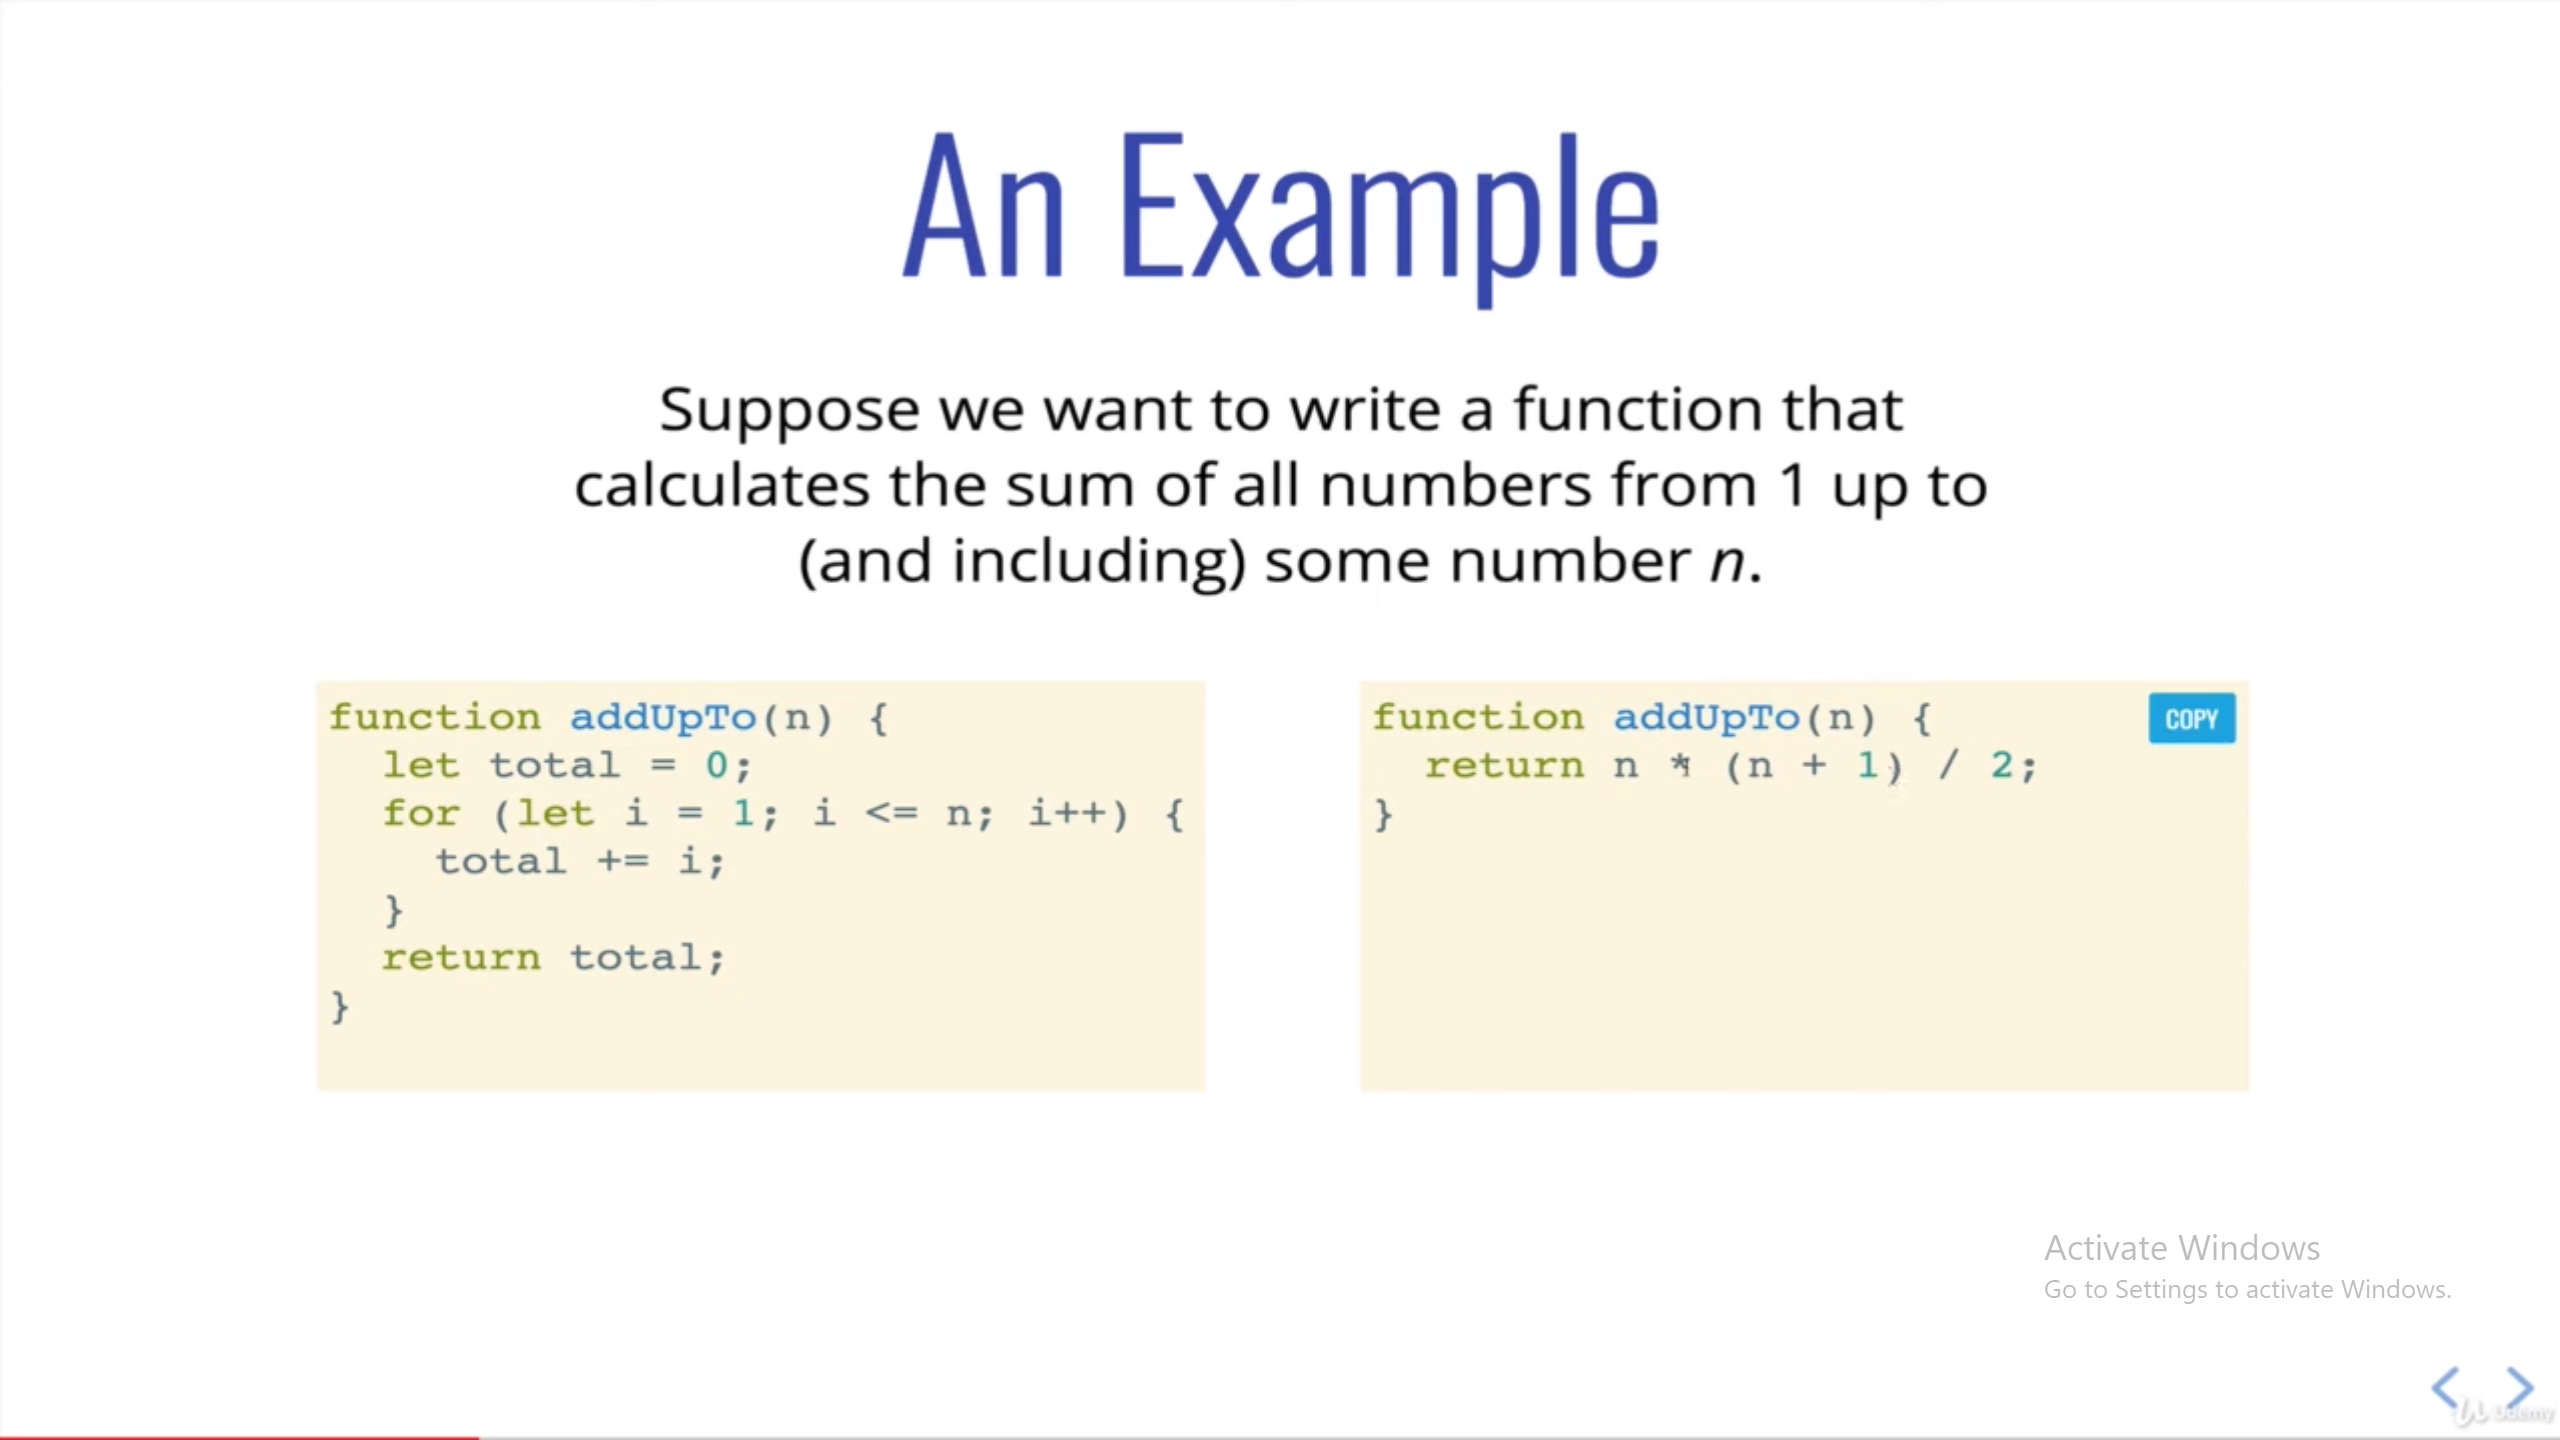 An Example
Suppose we want to write a function that
calculates the sum of all numbers from 1 up to
(and including) some number n.
function addUpTo(n) {
  let total = 0;
  for (let i = 1; i <= n; i++) {
    total += i;
  }
  return total;
}
function addUpTo(n) {
  return n * (n + 1) / 2;
}
COPY
Activate Windows
Go to Settings to activate Windows.
Udemy